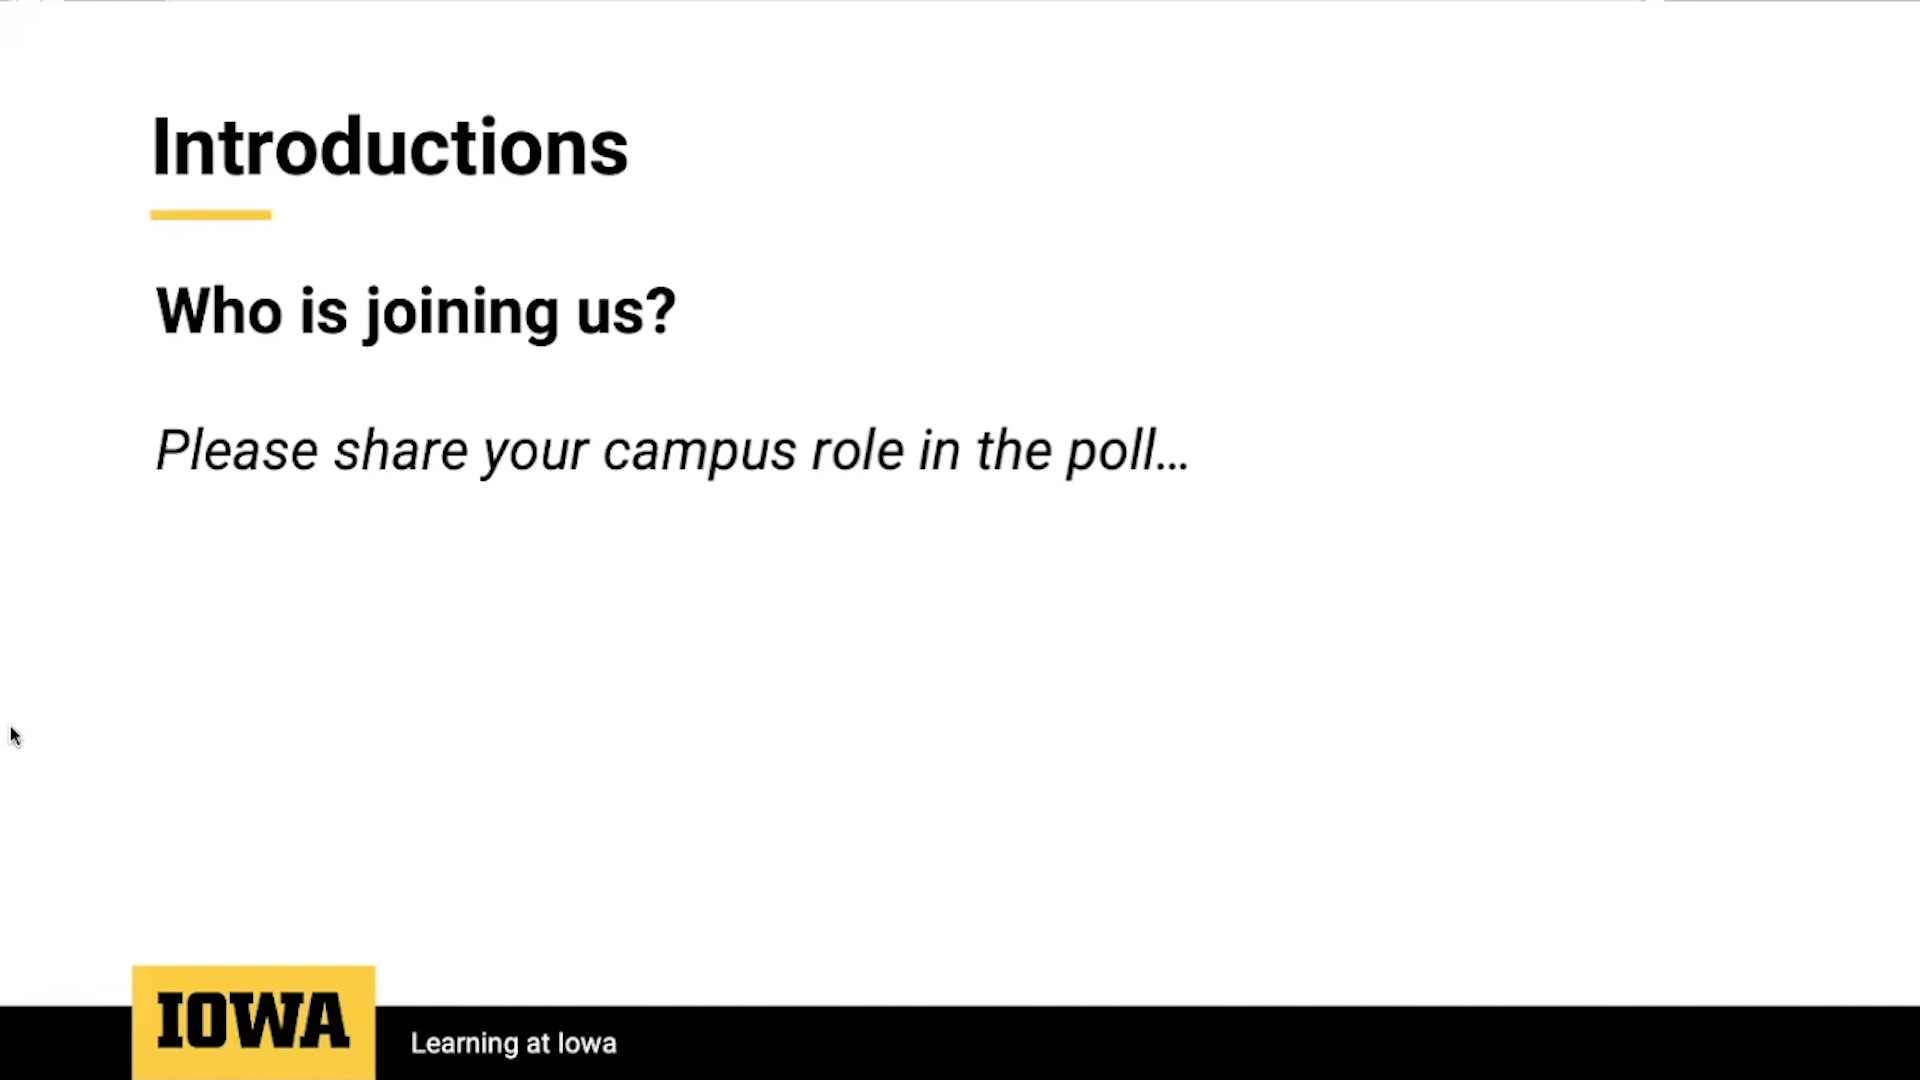 Introductions
Who is joining us?
Please share your campus role in the poll…
IOWA
Learning at Iowa